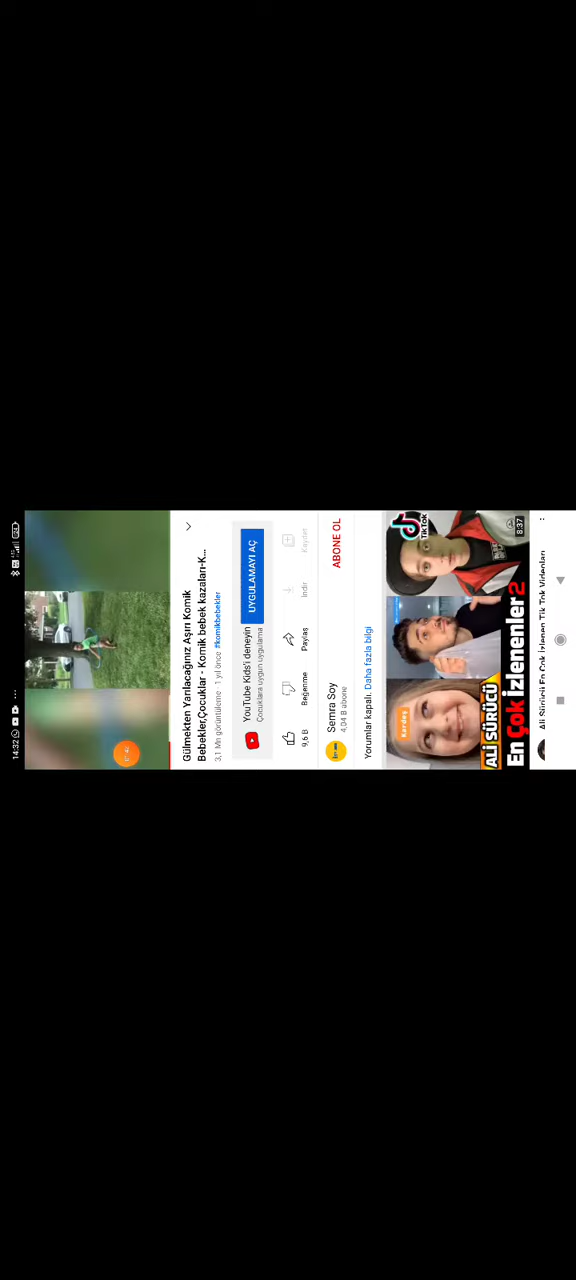 14:32
Gülmekten Yarılacağınız Aşırı Komik
Bebekler,Çocuklar - Komik bebek kazaları-K...
3,1 Mn görüntüleme · 1 yıl önce #komikbebekler
YouTube Kids'i deneyin
Çocuklara uygun uygulama
UYGULAMAYI AÇ
9,6 B
Beğenme
Paylaş
İndir
Kaydet
Semra Soy
4,04 B abone
ABONE OL
Yorumlar kapalı. Daha fazla bilgi
Kardeş
TikTok
ALİ SÜRÜCÜ
En Çok İzlenenler 2
8:37
Ali Sürücü En Çok İzlenen Tik Tok Videoları